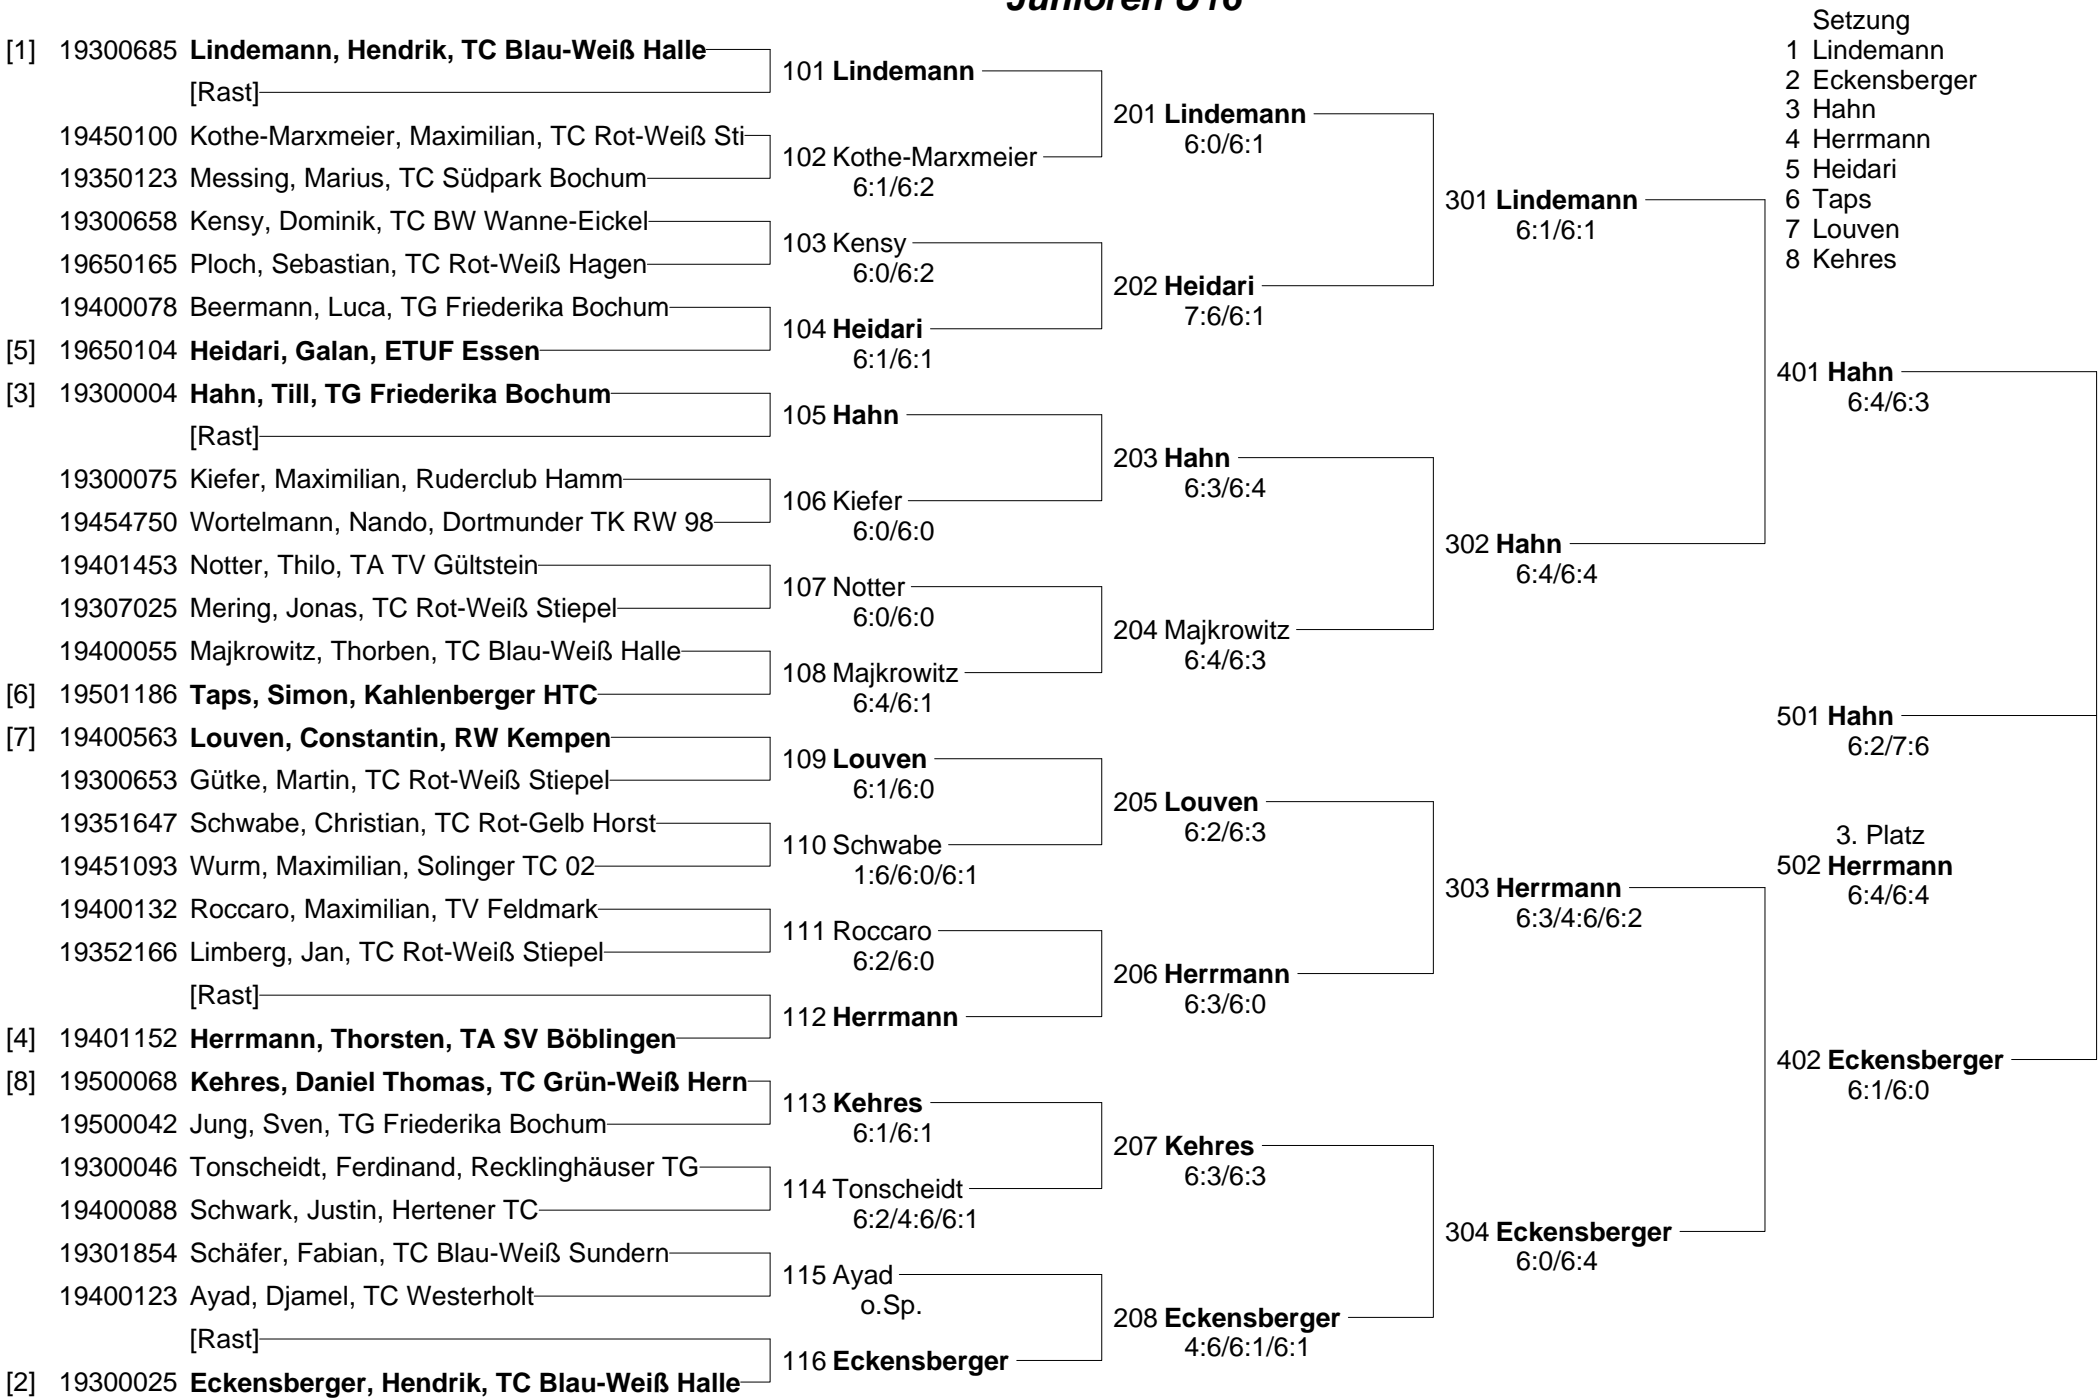 Junioren U16
[1] 19300685 Lindemann, Hendrik, TC Blau-Weiß Halle
[Rast]
19450100 Kothe-Marxmeier, Maximilian, TC Rot-Weiß Sti
19350123 Messing, Marius, TC Südpark Bochum
19300658 Kensy, Dominik, TC BW Wanne-Eickel
19650165 Ploch, Sebastian, TC Rot-Weiß Hagen
19400078 Beermann, Luca, TG Friederika Bochum
[5] 19650104 Heidari, Galan, ETUF Essen
[3] 19300004 Hahn, Till, TG Friederika Bochum
[Rast]
19300075 Kiefer, Maximilian, Ruderclub Hamm
19454750 Wortelmann, Nando, Dortmunder TK RW 98
19401453 Notter, Thilo, TA TV Gültstein
19307025 Mering, Jonas, TC Rot-Weiß Stiepel
19400055 Majkrowitz, Thorben, TC Blau-Weiß Halle
[6] 19501186 Taps, Simon, Kahlenberger HTC
[7] 19400563 Louven, Constantin, RW Kempen
19300653 Gütke, Martin, TC Rot-Weiß Stiepel
19351647 Schwabe, Christian, TC Rot-Gelb Horst
19451093 Wurm, Maximilian, Solinger TC 02
19400132 Roccaro, Maximilian, TV Feldmark
19352166 Limberg, Jan, TC Rot-Weiß Stiepel
[Rast]
[4] 19401152 Herrmann, Thorsten, TA SV Böblingen
[8] 19500068 Kehres, Daniel Thomas, TC Grün-Weiß Hern
19500042 Jung, Sven, TG Friederika Bochum
19300046 Tonscheidt, Ferdinand, Recklinghäuser TG
19400088 Schwark, Justin, Hertener TC
19301854 Schäfer, Fabian, TC Blau-Weiß Sundern
19400123 Ayad, Djamel, TC Westerholt
[Rast]
[2] 19300025 Eckensberger, Hendrik, TC Blau-Weiß Halle
101 Lindemann
102 Kothe-Marxmeier
6:1/6:2
103 Kensy
6:0/6:2
104 Heidari
6:1/6:1
105 Hahn
106 Kiefer
6:0/6:0
107 Notter
6:0/6:0
108 Majkrowitz
6:4/6:1
109 Louven
6:1/6:0
110 Schwabe
1:6/6:0/6:1
111 Roccaro
6:2/6:0
112 Herrmann
113 Kehres
6:1/6:1
114 Tonscheidt
6:2/4:6/6:1
115 Ayad
o.Sp.
116 Eckensberger
201 Lindemann
6:0/6:1
202 Heidari
7:6/6:1
203 Hahn
6:3/6:4
204 Majkrowitz
6:4/6:3
205 Louven
6:2/6:3
206 Herrmann
6:3/6:0
207 Kehres
6:3/6:3
208 Eckensberger
4:6/6:1/6:1
301 Lindemann
6:1/6:1
302 Hahn
6:4/6:4
303 Herrmann
6:3/4:6/6:2
304 Eckensberger
6:0/6:4
Setzung
1 Lindemann
2 Eckensberger
3 Hahn
4 Herrmann
5 Heidari
6 Taps
7 Louven
8 Kehres
401 Hahn
6:4/6:3
501 Hahn
6:2/7:6
3. Platz
502 Herrmann
6:4/6:4
402 Eckensberger
6:1/6:0